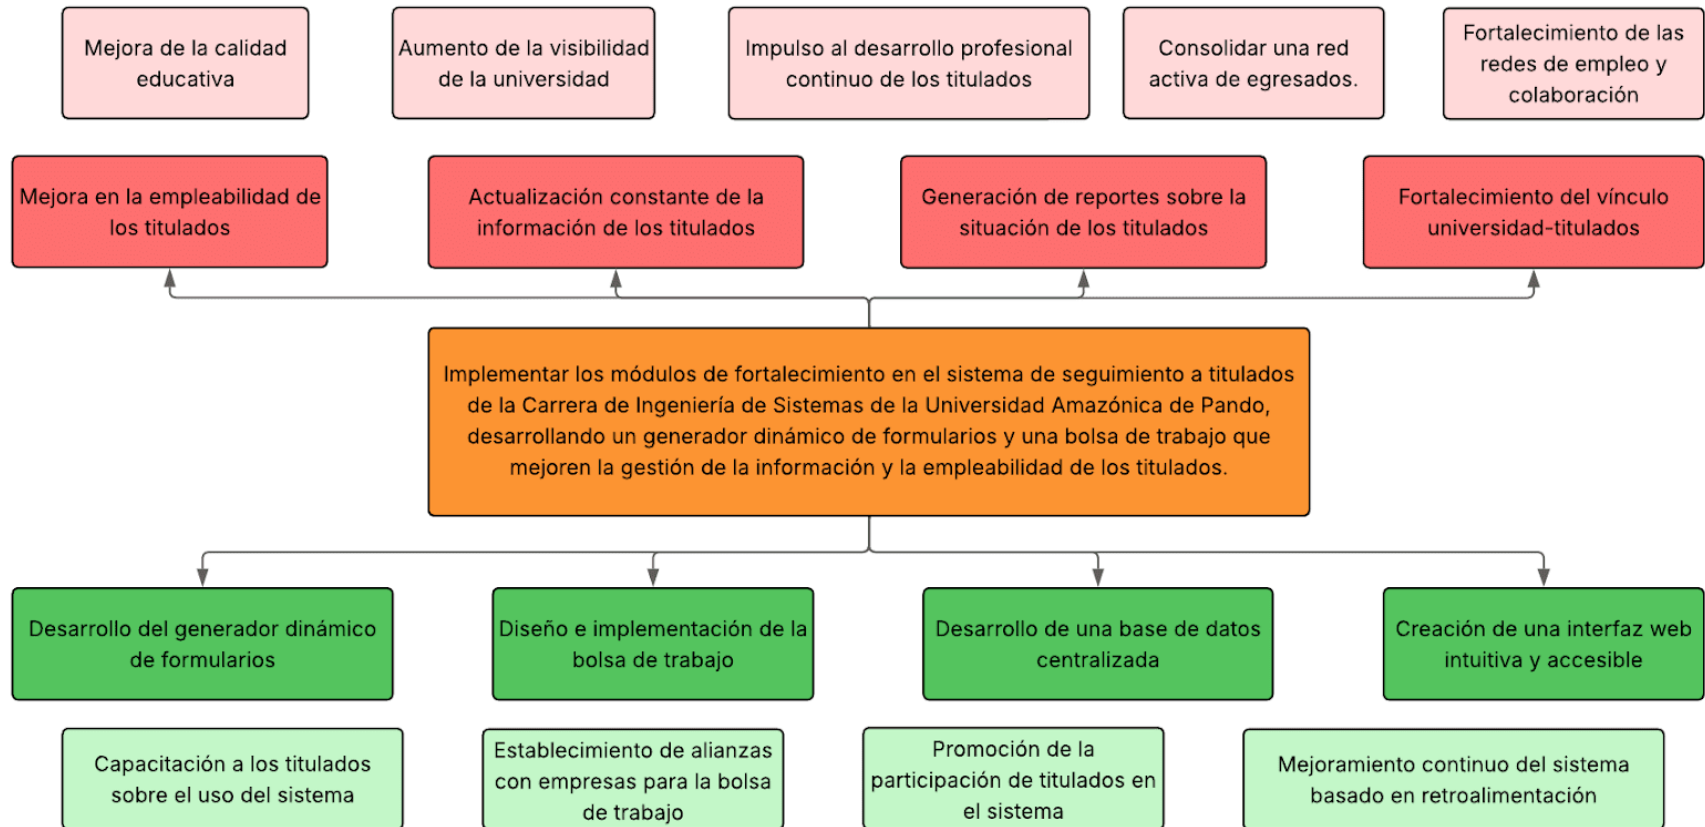 Mejora de la calidad
educativa
Aumento de la visibilidad
de la universidad
Impulso al desarrollo profesional
continuo de los titulados
Consolidar una red
activa de egresados.
Fortalecimiento de las
redes de empleo y
colaboración
Mejora en la empleabilidad de
los titulados
Actualización constante de la
información de los titulados
Generación de reportes sobre la
situación de los titulados
Fortalecimiento del vínculo
universidad-titulados
Implementar los módulos de fortalecimiento en el sistema de seguimiento a titulados
de la Carrera de Ingeniería de Sistemas de la Universidad Amazónica de Pando,
desarrollando un generador dinámico de formularios y una bolsa de trabajo que
mejoren la gestión de la información y la empleabilidad de los titulados.
Desarrollo del generador dinámico
de formularios
Diseño e implementación de la
bolsa de trabajo
Desarrollo de una base de datos
centralizada
Creación de una interfaz web
intuitiva y accesible
Capacitación a los titulados
sobre el uso del sistema
Establecimiento de alianzas
con empresas para la bolsa
de trabajo
Promoción de la
participación de titulados en
el sistema
Mejoramiento continuo del sistema
basado en retroalimentación